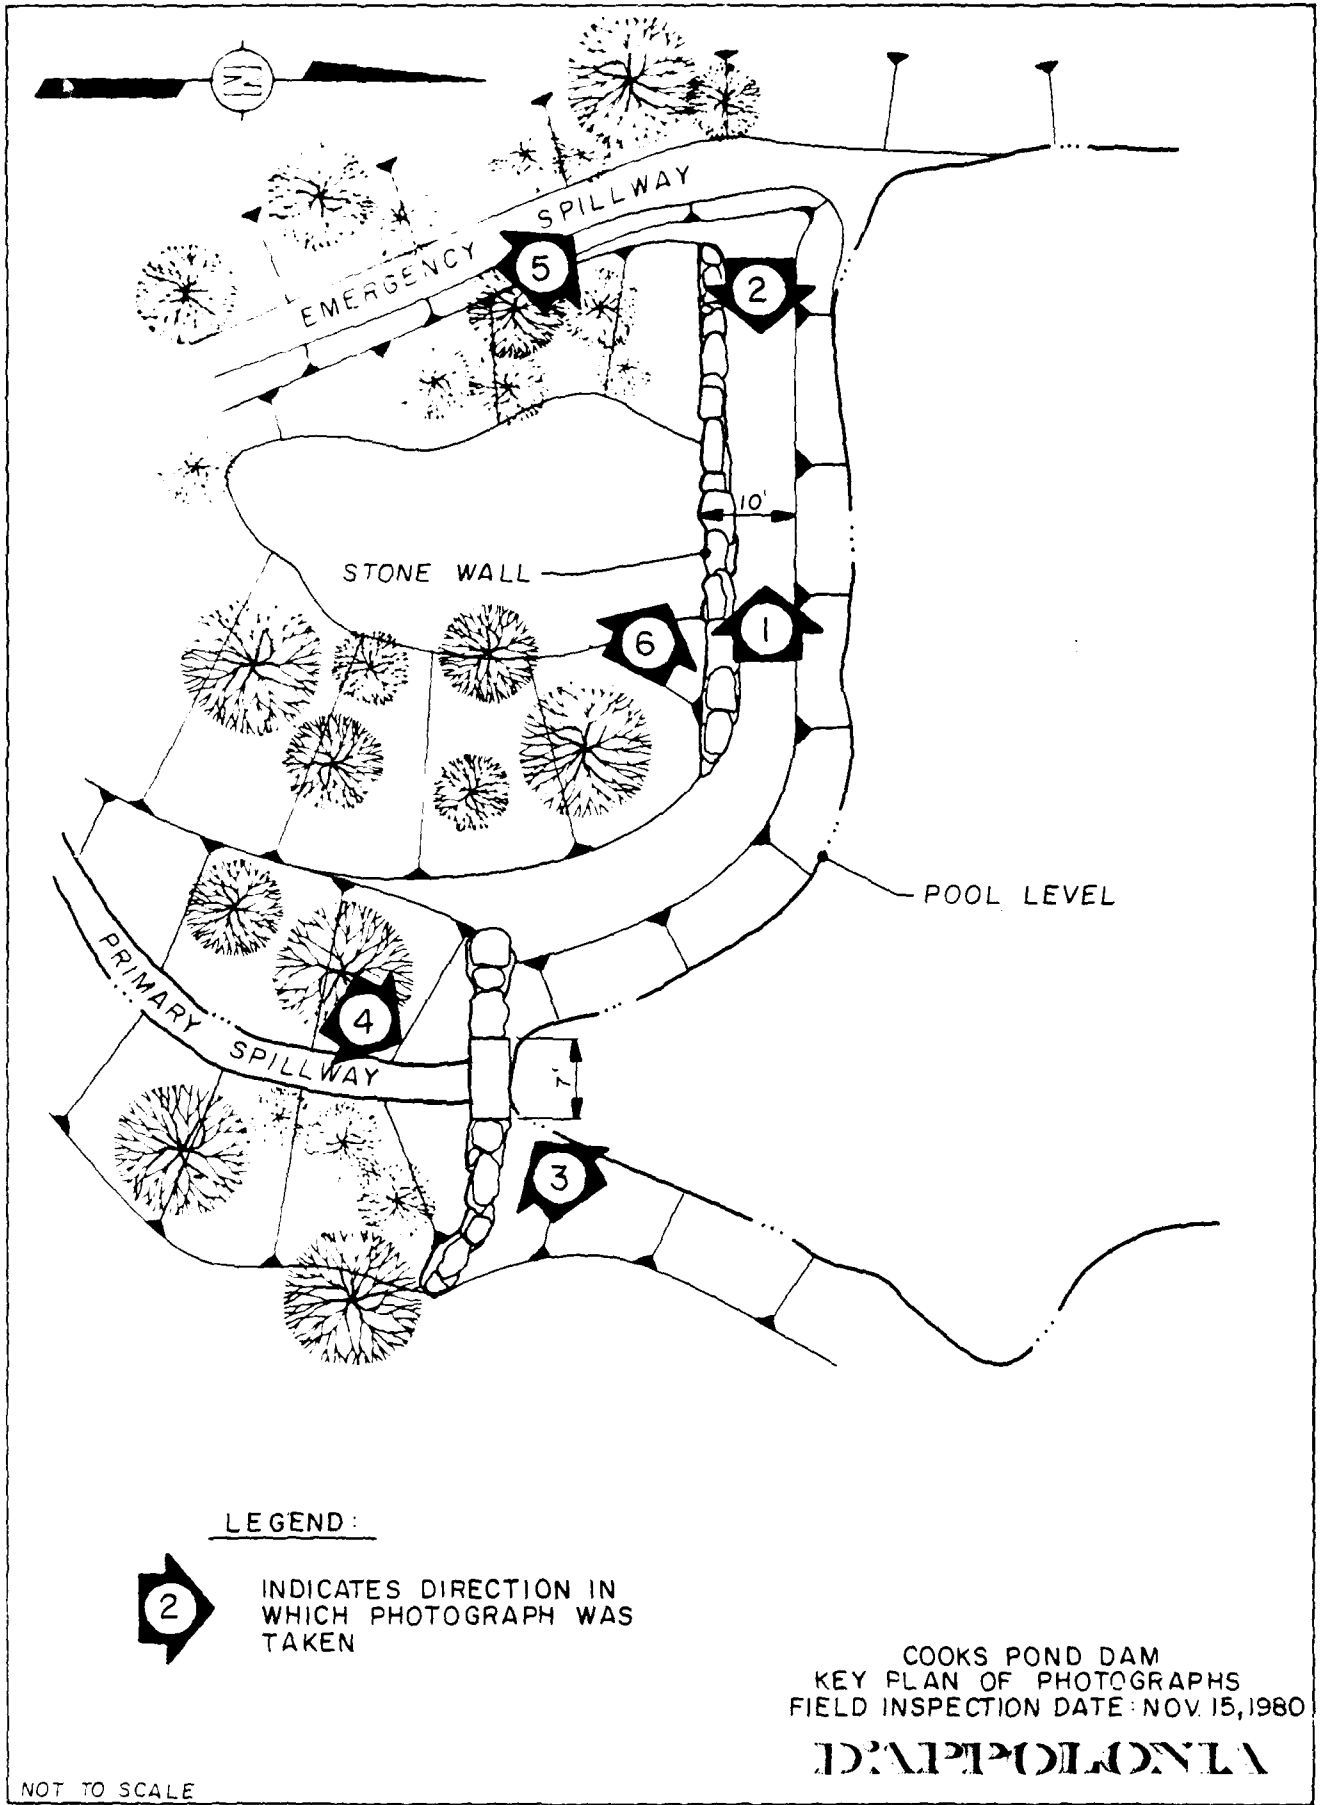 N
EMERGENCY SPILLWAY
5
2
10'
STONE WALL
6
1
POOL LEVEL
PRIMARY SPILLWAY
4
7'
3
LEGEND:
2
INDICATES DIRECTION IN
WHICH PHOTOGRAPH WAS
TAKEN
COOKS POND DAM
KEY PLAN OF PHOTOGRAPHS
FIELD INSPECTION DATE: NOV. 15, 1980
D'APPOLONIA
NOT TO SCALE